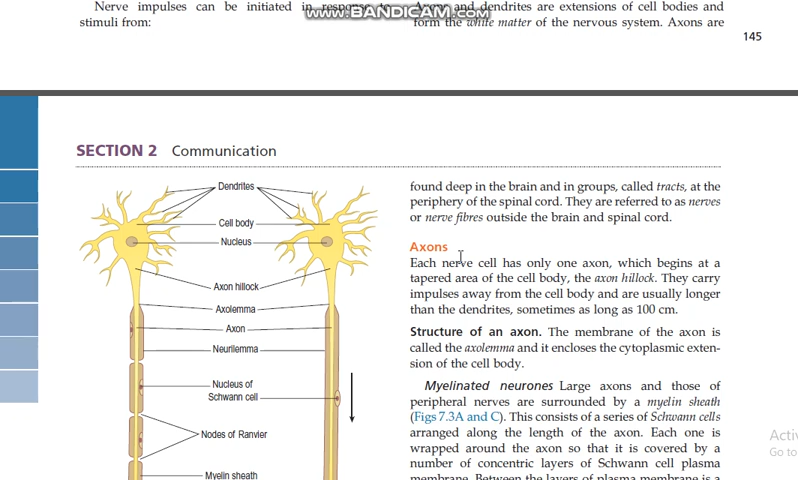 Nerve impulses can be initiated in response to
stimuli from:
Axons and dendrites are extensions of cell bodies and
form the white matter of the nervous system. Axons are
www.BANDICAM.com
145
SECTION 2 Communication
Dendrites
Cell body
Nucleus
Axon hillock
Axolemma
Axon
Neurilemma
Nucleus of
Schwann cell
Nodes of Ranvier
Myelin sheath
found deep in the brain and in groups, called tracts, at the
periphery of the spinal cord. They are referred to as nerves
or nerve fibres outside the brain and spinal cord.
Axons
Each nerve cell has only one axon, which begins at a
tapered area of the cell body, the axon hillock. They carry
impulses away from the cell body and are usually longer
than the dendrites, sometimes as long as 100 cm.
Structure of an axon. The membrane of the axon is
called the axolemma and it encloses the cytoplasmic exten-
sion of the cell body.
Myelinated neurones Large axons and those of
peripheral nerves are surrounded by a myelin sheath
(Figs 7.3A and C). This consists of a series of Schwann cells
arranged along the length of the axon. Each one is
wrapped around the axon so that it is covered by a
number of concentric layers of Schwann cell plasma
membrane. Between the layers of plasma membrane is a
Activ
Go to